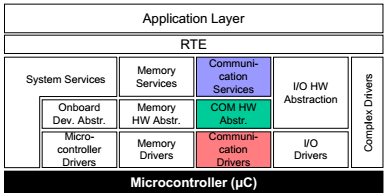 Application Layer
RTE
System Services
Memory
Services
Communi-
cation
Services
I/O HW
Abstraction
Complex Drivers
Onboard
Dev. Abstr.
Memory
HW Abstr.
COM HW
Abstr.
Micro-
controller
Drivers
Memory
Drivers
Communi-
cation
Drivers
I/O
Drivers
Microcontroller (µC)